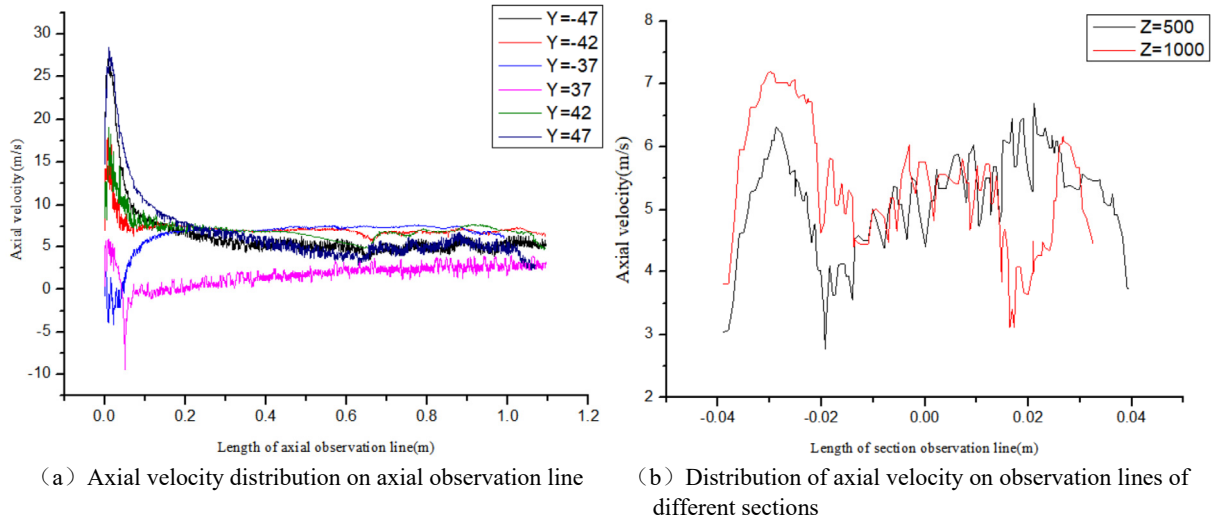 35
30
25
20
15
10
5
0
-5
-10
Axial velocity (m/s)
Y=-47
Y=-42
Y=-37
Y=37
Y=42
Y=47
0.0 0.2 0.4 0.6 0.8 1.0 1.2
Length of axial observation line(m)
(a) Axial velocity distribution on axial observation line
8
7
6
5
4
3
2
Axial velocity(m/s)
Z=500
Z=1000
-0.04 -0.02 0.00 0.02 0.04
Length of section observation line(m)
(b) Distribution of axial velocity on observation lines of
different sections